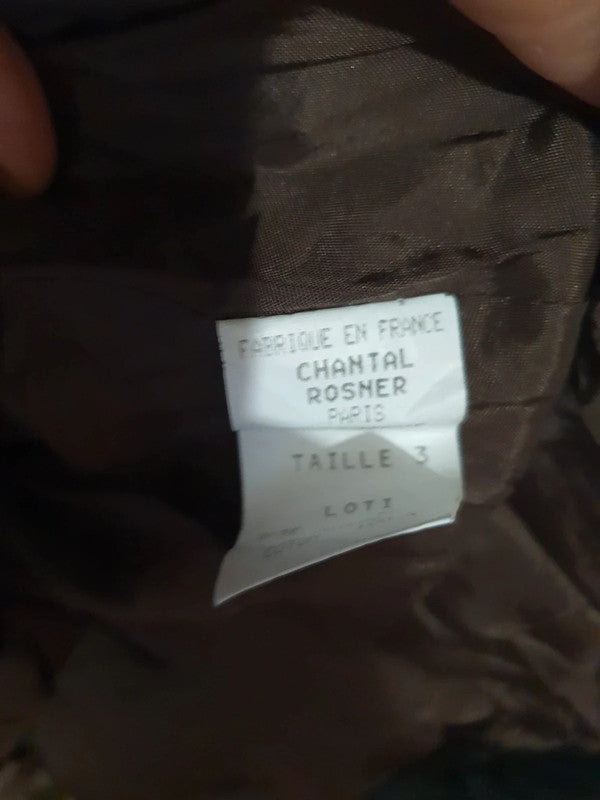 FABRIQUE EN FRANCE
CHANTAL
ROSNER
PARIS
TAILLE 3
LOTI